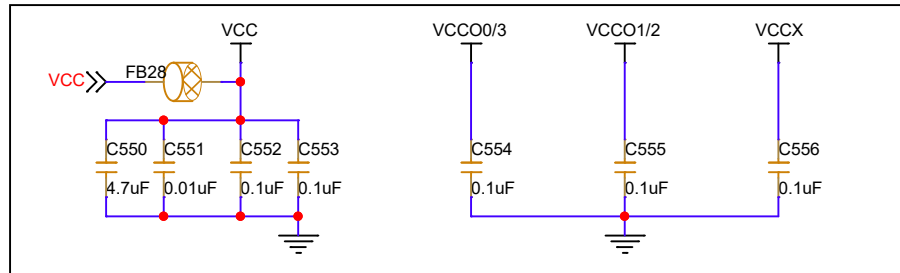 VCC VCCO0/3 VCCO1/2 VCCX
FB28
VCC
C550 C551 C552 C553 C554 C555 C556
4.7uF 0.01uF 0.1uF 0.1uF 0.1uF 0.1uF 0.1uF